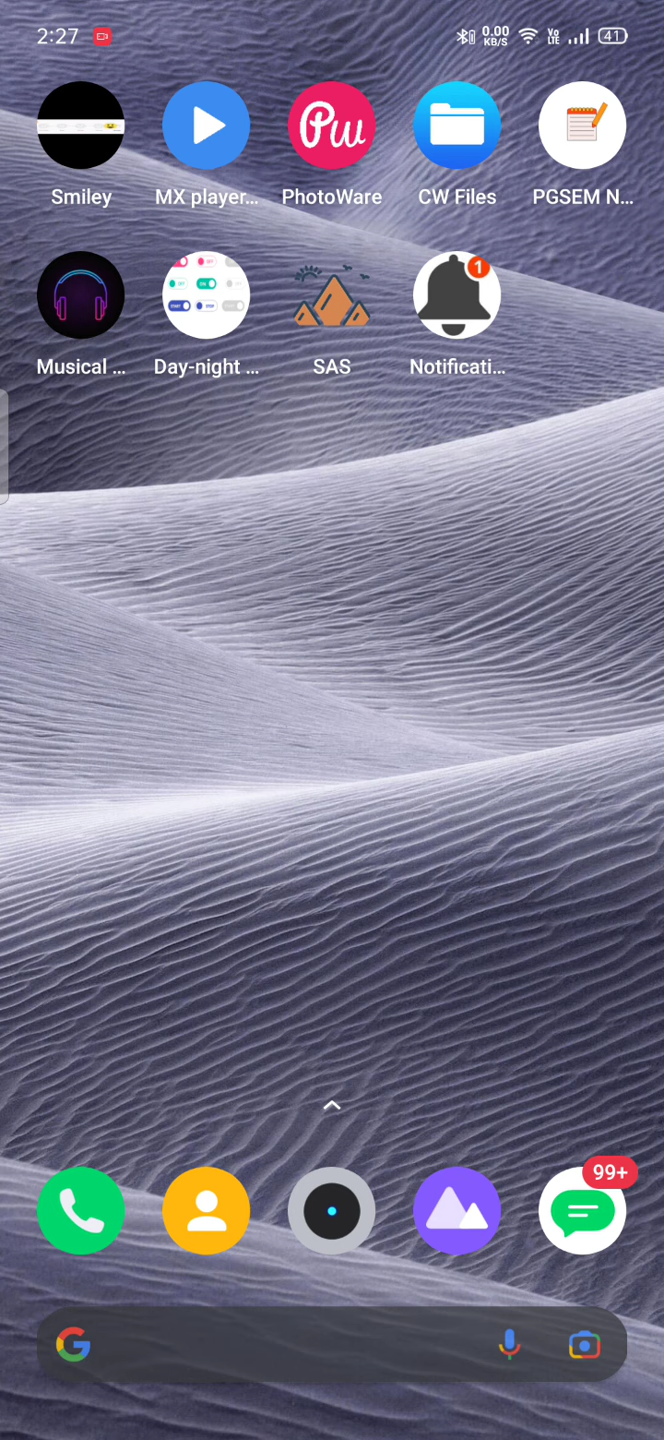 2:27
0.00
KB/S
Vo
LTE
41
Smiley
MX player...
PhotoWare
CW Files
PGSEM N...
Musical ...
Day-night ...
SAS
1
Notificati...
99+